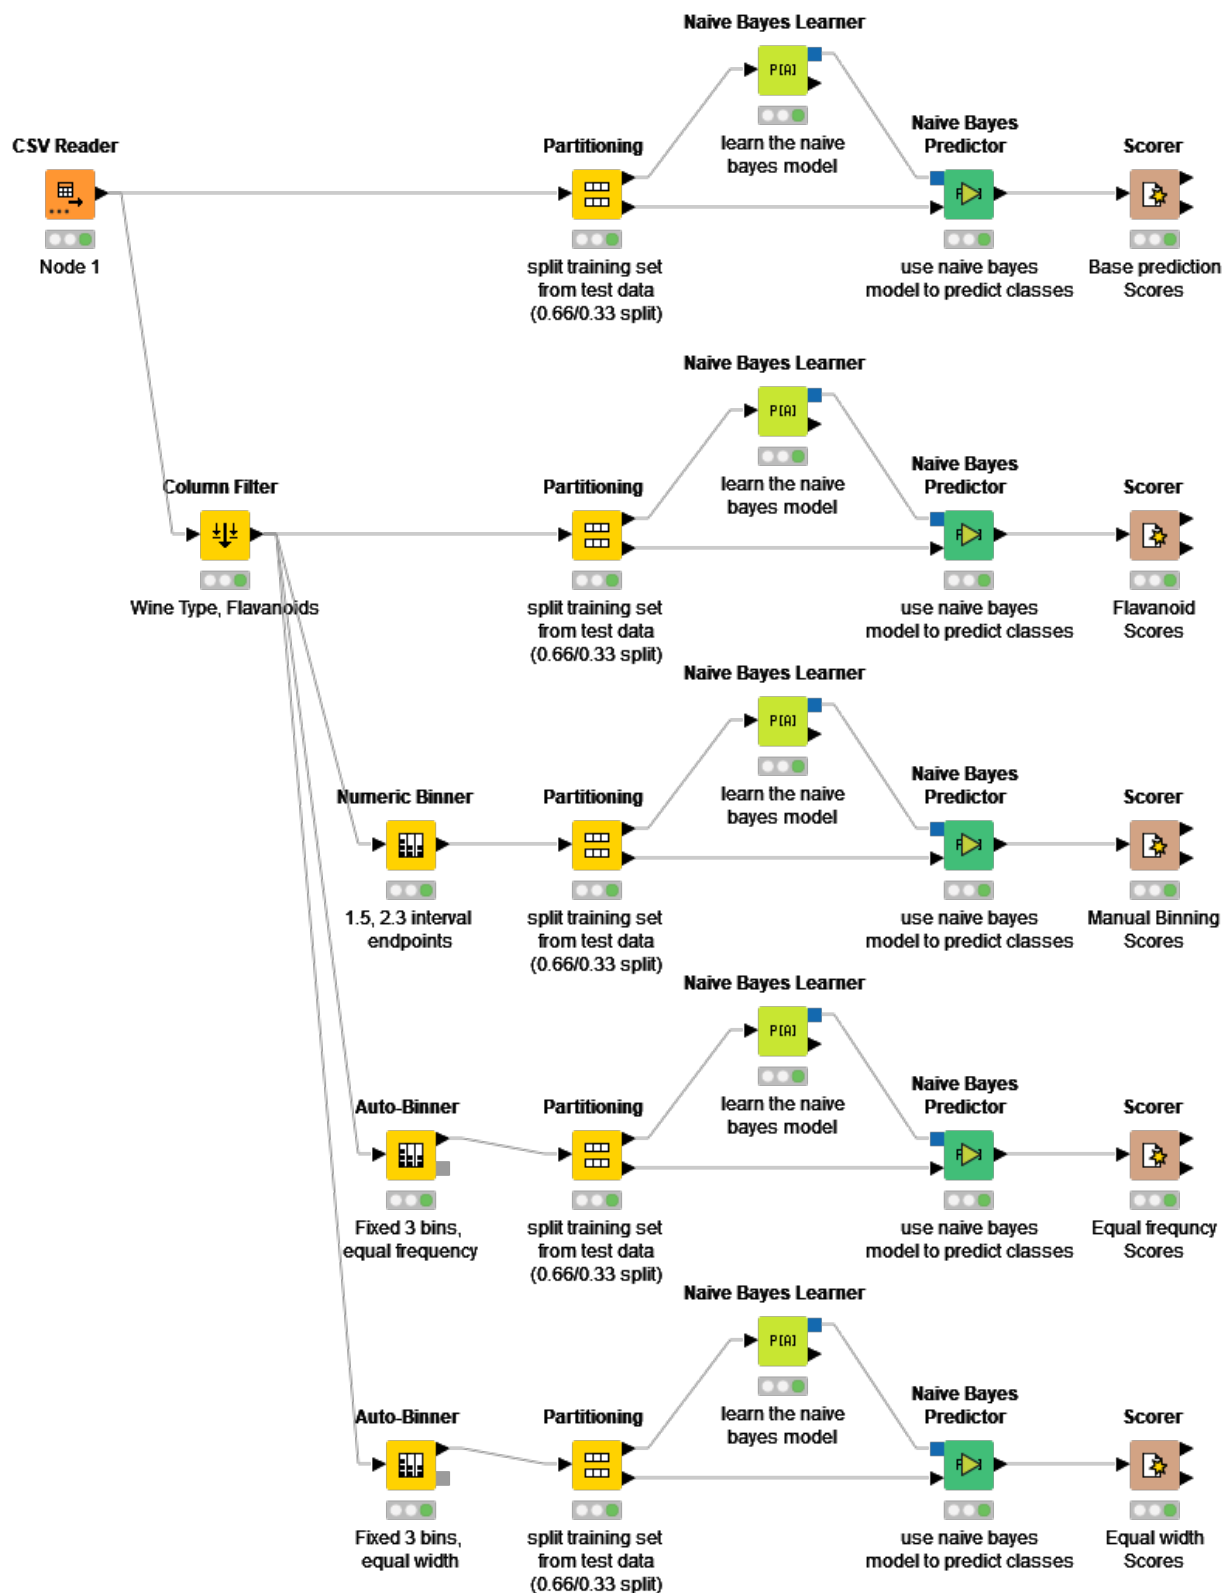 Naive Bayes Learner
P[A]
learn the naive
bayes model
CSV Reader
Node 1
Partitioning
split training set
from test data
(0.66/0.33 split)
Naive Bayes
Predictor
use naive bayes
model to predict classes
Scorer
Base prediction
Scores
Naive Bayes Learner
P[A]
learn the naive
bayes model
Column Filter
Wine Type, Flavanoids
Partitioning
split training set
from test data
(0.66/0.33 split)
Naive Bayes
Predictor
use naive bayes
model to predict classes
Scorer
Flavanoid
Scores
Naive Bayes Learner
P[A]
learn the naive
bayes model
Numeric Binner
1.5, 2.3 interval
endpoints
Partitioning
split training set
from test data
(0.66/0.33 split)
Naive Bayes
Predictor
use naive bayes
model to predict classes
Scorer
Manual Binning
Scores
Naive Bayes Learner
P[A]
learn the naive
bayes model
Auto-Binner
Fixed 3 bins,
equal frequency
Partitioning
split training set
from test data
(0.66/0.33 split)
Naive Bayes
Predictor
use naive bayes
model to predict classes
Scorer
Equal frequncy
Scores
Naive Bayes Learner
P[A]
learn the naive
bayes model
Auto-Binner
Fixed 3 bins,
equal width
Partitioning
split training set
from test data
(0.66/0.33 split)
Naive Bayes
Predictor
use naive bayes
model to predict classes
Scorer
Equal width
Scores